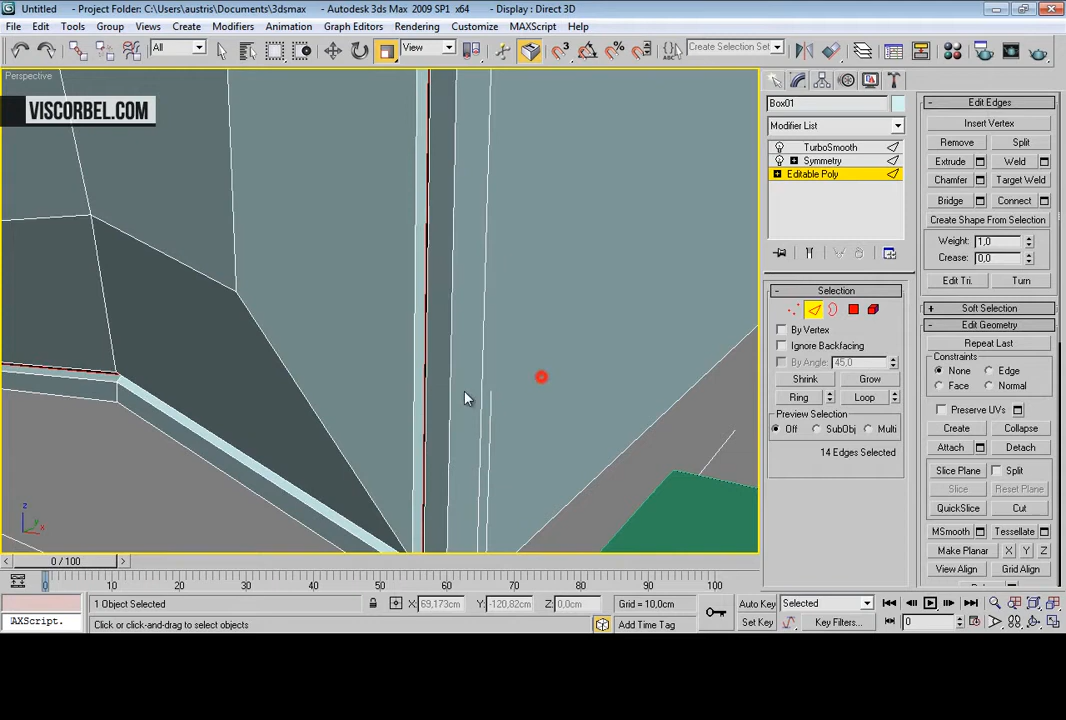 Untitled - Project Folder: C:\Users\austris\Documents\3dsmax - Autodesk 3ds Max 2009 SP1 x64 - Display : Direct 3D
File Edit Tools Group Views Create Modifiers Animation Graph Editors Rendering Customize MAXScript Help
All View Create Selection Set
Perspective
VISCORBEL.COM
Box01
Modifier List
TurboSmooth
Symmetry
Editable Poly
- Selection
By Vertex
Ignore Backfacing
By Angle: 45,0
Shrink Grow
Ring Loop
Preview Selection
Off SubObj Multi
14 Edges Selected
- Edit Edges
Insert Vertex
Remove Split
Extrude Weld
Chamfer Target Weld
Bridge Connect
Create Shape From Selection
Weight: 1,0
Crease: 0,0
Edit Tri. Turn
+ Soft Selection
- Edit Geometry
Repeat Last
Constraints
None Edge
Face Normal
Preserve UVs
Create Collapse
Attach Detach
Slice Plane Split
Slice Reset Plane
QuickSlice Cut
MSmooth Tessellate
Make Planar X Y Z
View Align Grid Align
z
y
x
< 0 / 100 >
0 10 20 30 40 50 60 70 80 90 100
1 Object Selected X: 69,173cm Y: -120,82cm Z: 0,0cm Grid = 10,0cm Auto Key Selected
AXScript. Click or click-and-drag to select objects Add Time Tag Set Key Key Filters... 0